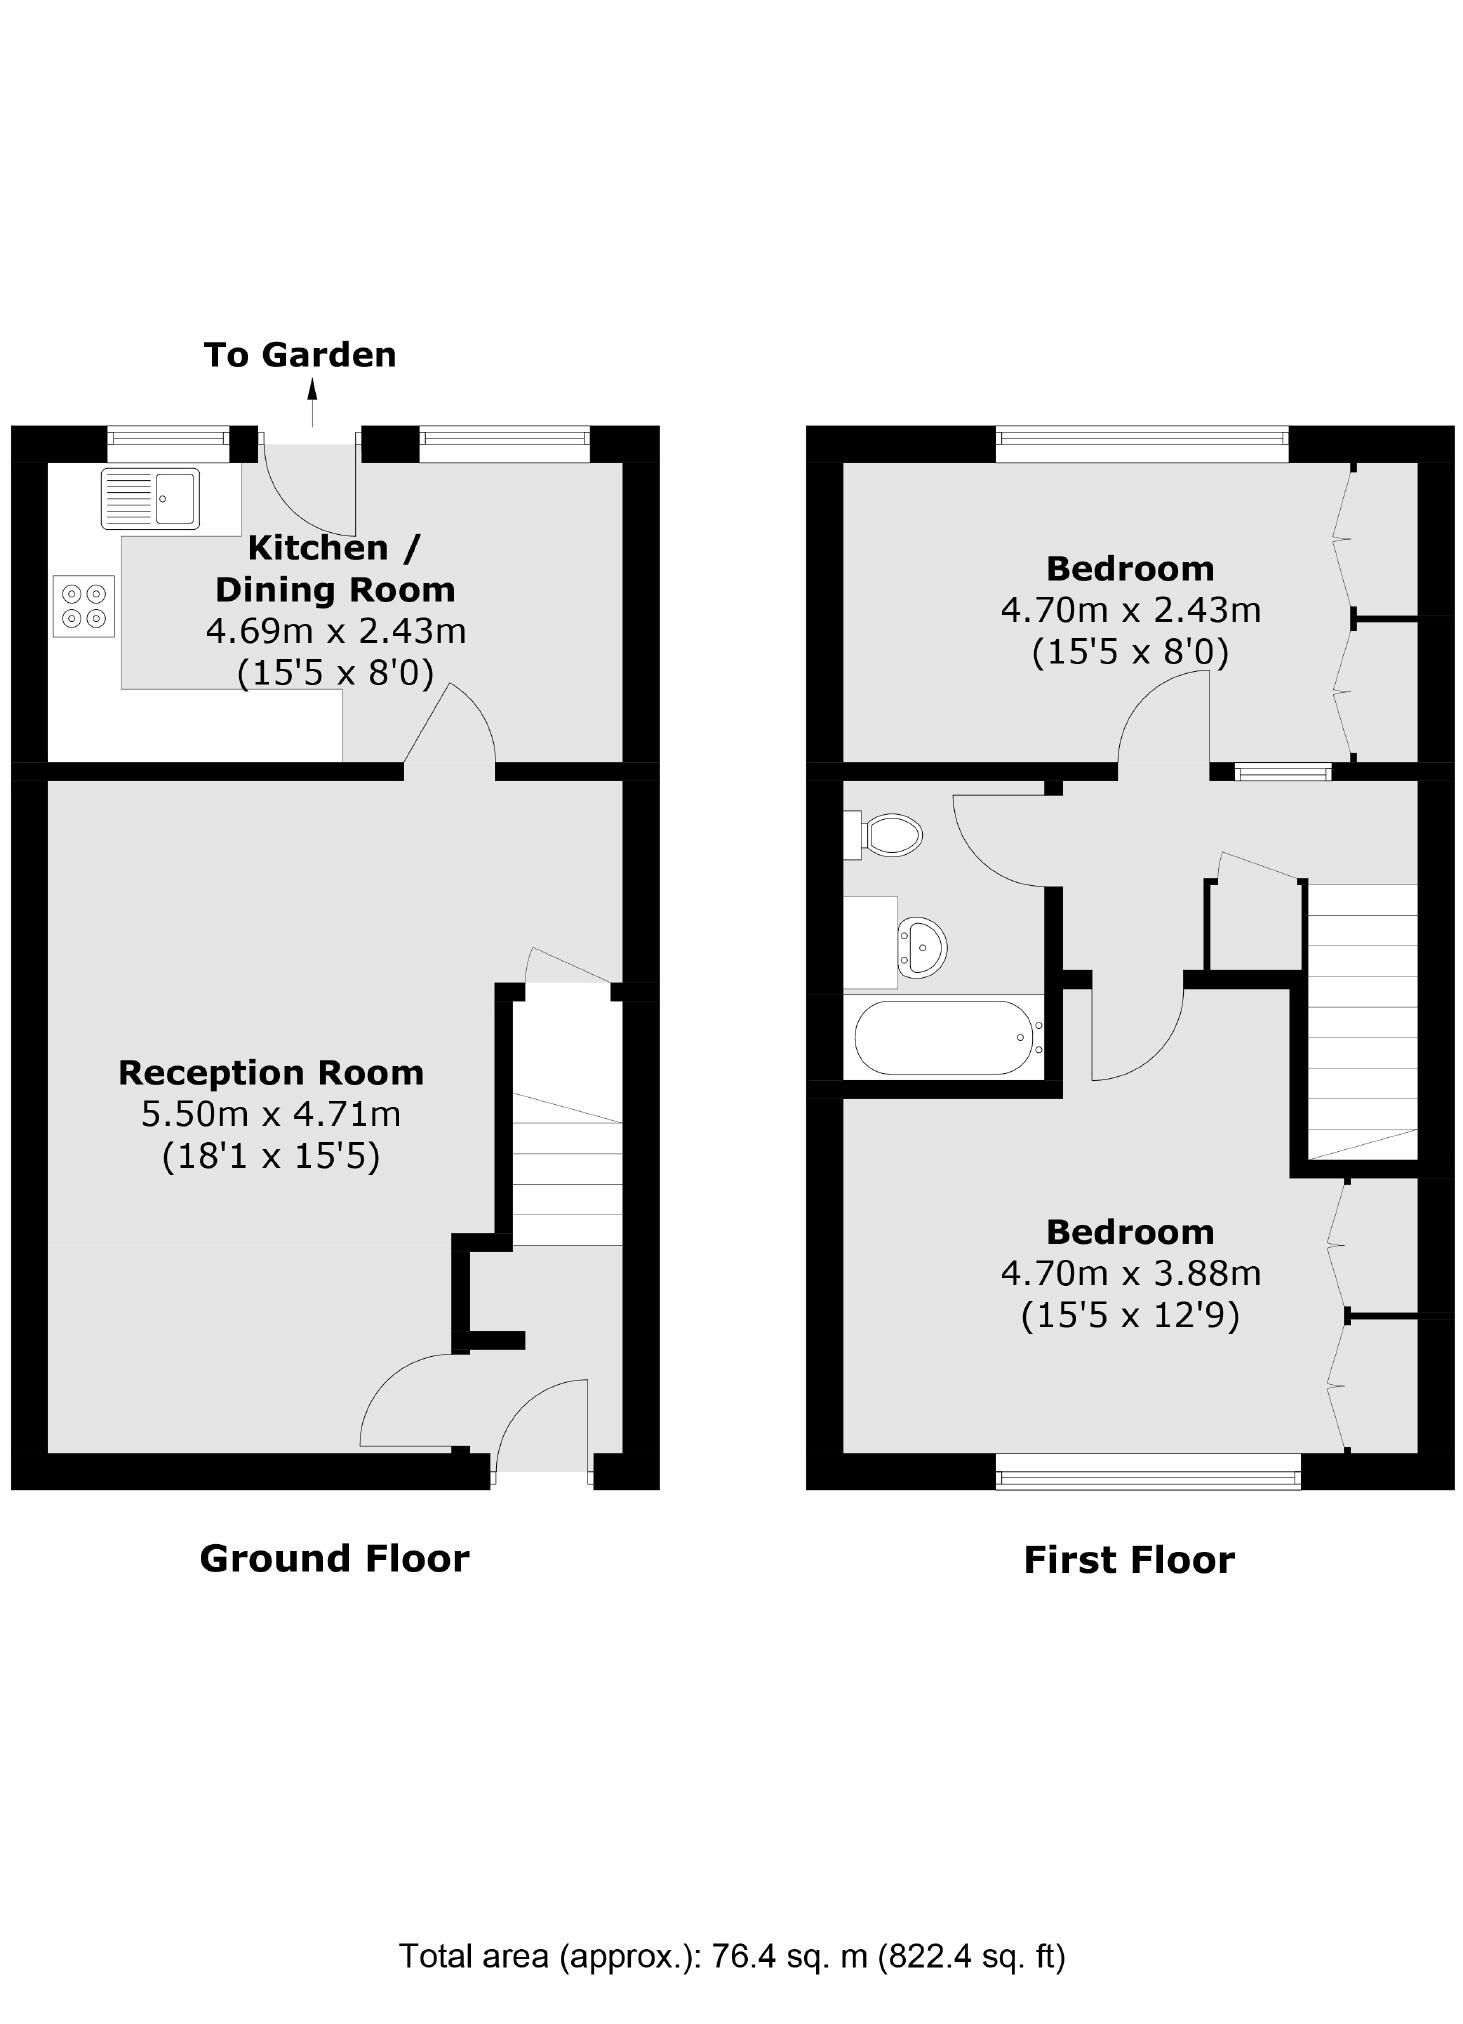 To Garden
Kitchen /
Dining Room
4.69m x 2.43m
(15'5 x 8'0)
Reception Room
5.50m x 4.71m
(18'1 x 15'5)
Ground Floor
Bedroom
4.70m x 2.43m
(15'5 x 8'0)
Bedroom
4.70m x 3.88m
(15'5 x 12'9)
First Floor
Total area (approx.): 76.4 sq. m (822.4 sq. ft)